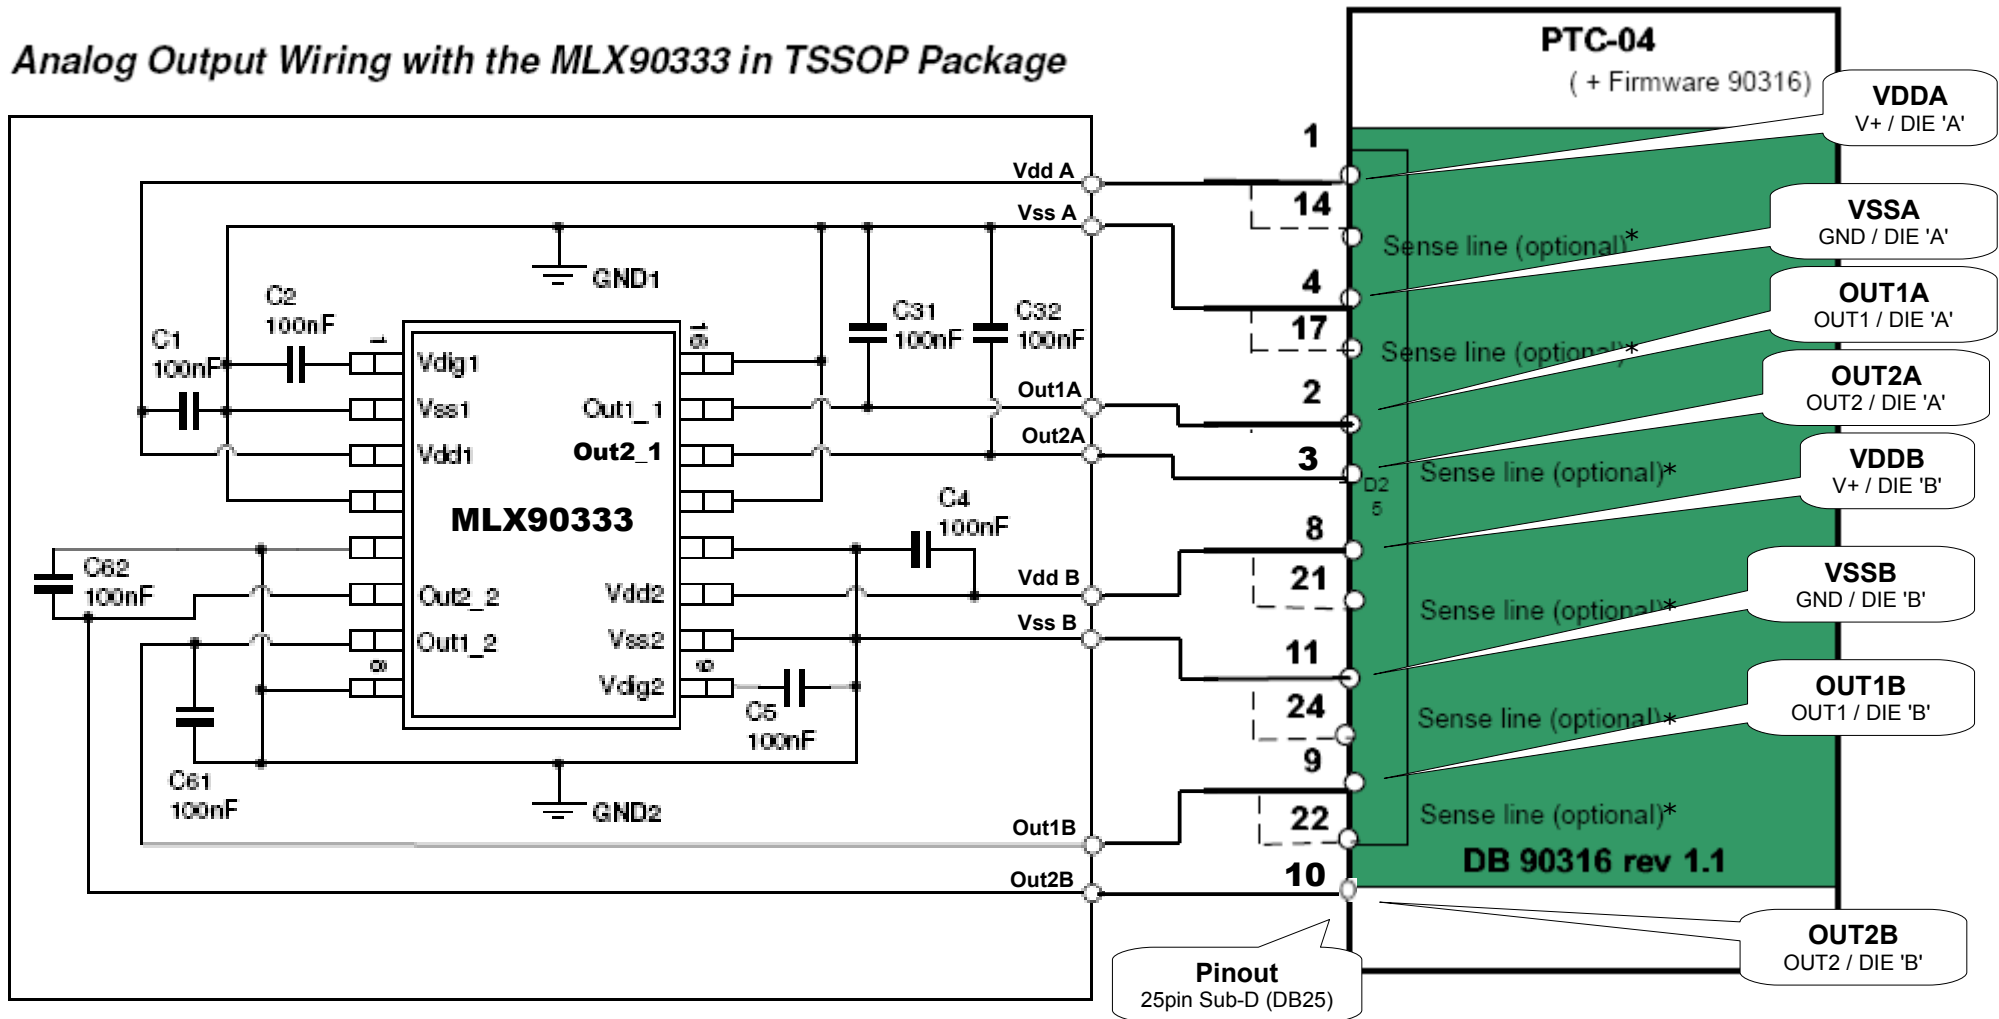 Analog Output Wiring with the MLX90333 in TSSOP Package
PTC-04
( + Firmware 90316)
VDDA
V+ / DIE 'A'
1
Vdd A
14
Vss A
Sense line (optional)*
VSSA
GND / DIE 'A'
GND1
4
C2
100nF
C31
100nF
C32
100nF
17
Sense line (optional)*
OUT1A
OUT1 / DIE 'A'
C1
100nF
1
16
Vdig1
Vss1
Out1_1
Out1A
2
OUT2A
OUT2 / DIE 'A'
Vdd1
Out2_1
Out2A
3
Sense line (optional)*
D2
5
VDDB
V+ / DIE 'B'
MLX90333
C4
100nF
8
C62
100nF
Out2_2
Vdd2
Vdd B
21
Sense line (optional)*
VSSB
GND / DIE 'B'
Vss B
Out1_2
Vss2
11
8
9
Vdig2
C5
100nF
24
Sense line (optional)*
OUT1B
OUT1 / DIE 'B'
9
C61
100nF
GND2
Out1B
22
Sense line (optional)*
DB 90316 rev 1.1
Out2B
10
OUT2B
OUT2 / DIE 'B'
Pinout
25pin Sub-D (DB25)